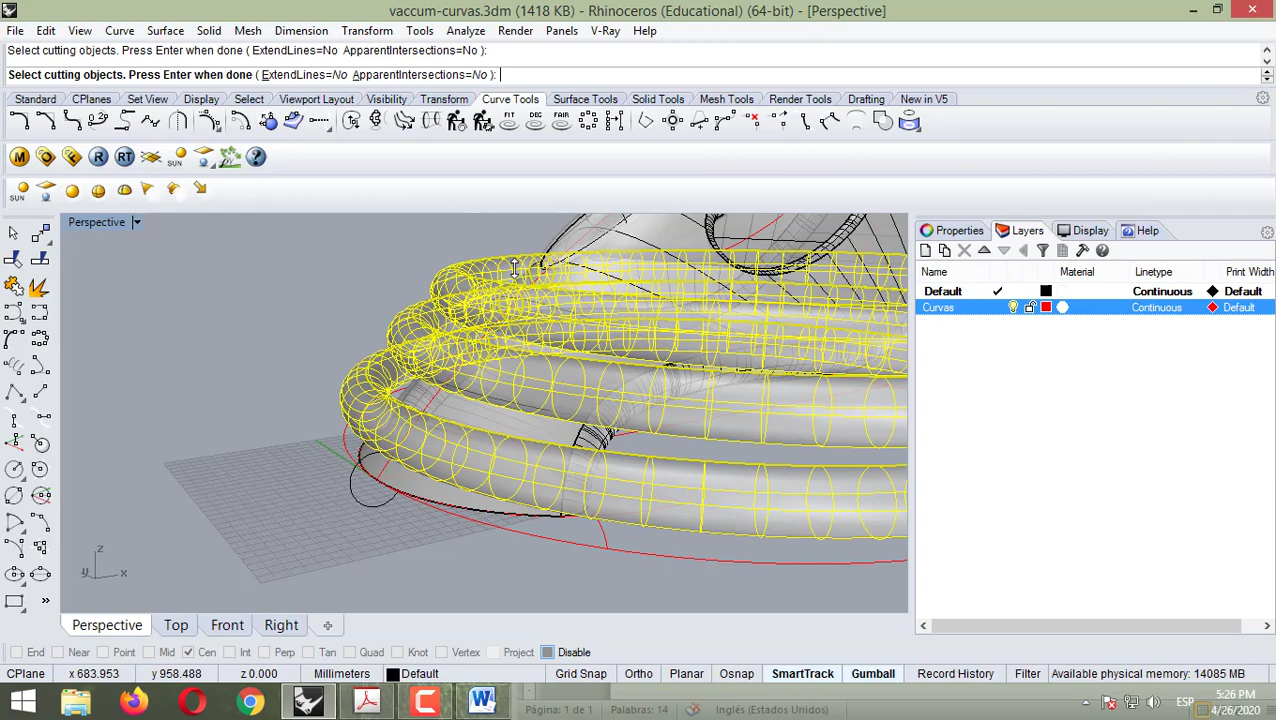 vaccum-curvas.3dm (1418 KB) - Rhinoceros (Educational) (64-bit) - [Perspective]
File Edit View Curve Surface Solid Mesh Dimension Transform Tools Analyze Render Panels V-Ray Help
Select cutting objects. Press Enter when done ( ExtendLines=No ApparentIntersections=No ):
Select cutting objects. Press Enter when done ( ExtendLines=No ApparentIntersections=No ):
Standard CPlanes Set View Display Select Viewport Layout Visibility Transform Curve Tools Surface Tools Solid Tools Mesh Tools Render Tools Drafting New in V5
FIT DEG FAIR
M R RT SUN ?
SUN
Perspective
Properties Layers Display Help
Name Material Linetype Print Width
Default Continuous Default
Curvas Continuous Default
z
y x
Perspective Top Front Right
End Near Point Mid Cen Int Perp Tan Quad Knot Vertex Project Disable
CPlane x 683.953 y 958.488 z 0.000 Millimeters Default Grid Snap Ortho Planar Osnap SmartTrack Gumball Record History Filter Available physical memory: 14085 MB
Página: 1 de 1 Palabras: 14 Inglés (Estados Unidos)
ESP
5:26 PM
4/26/2020